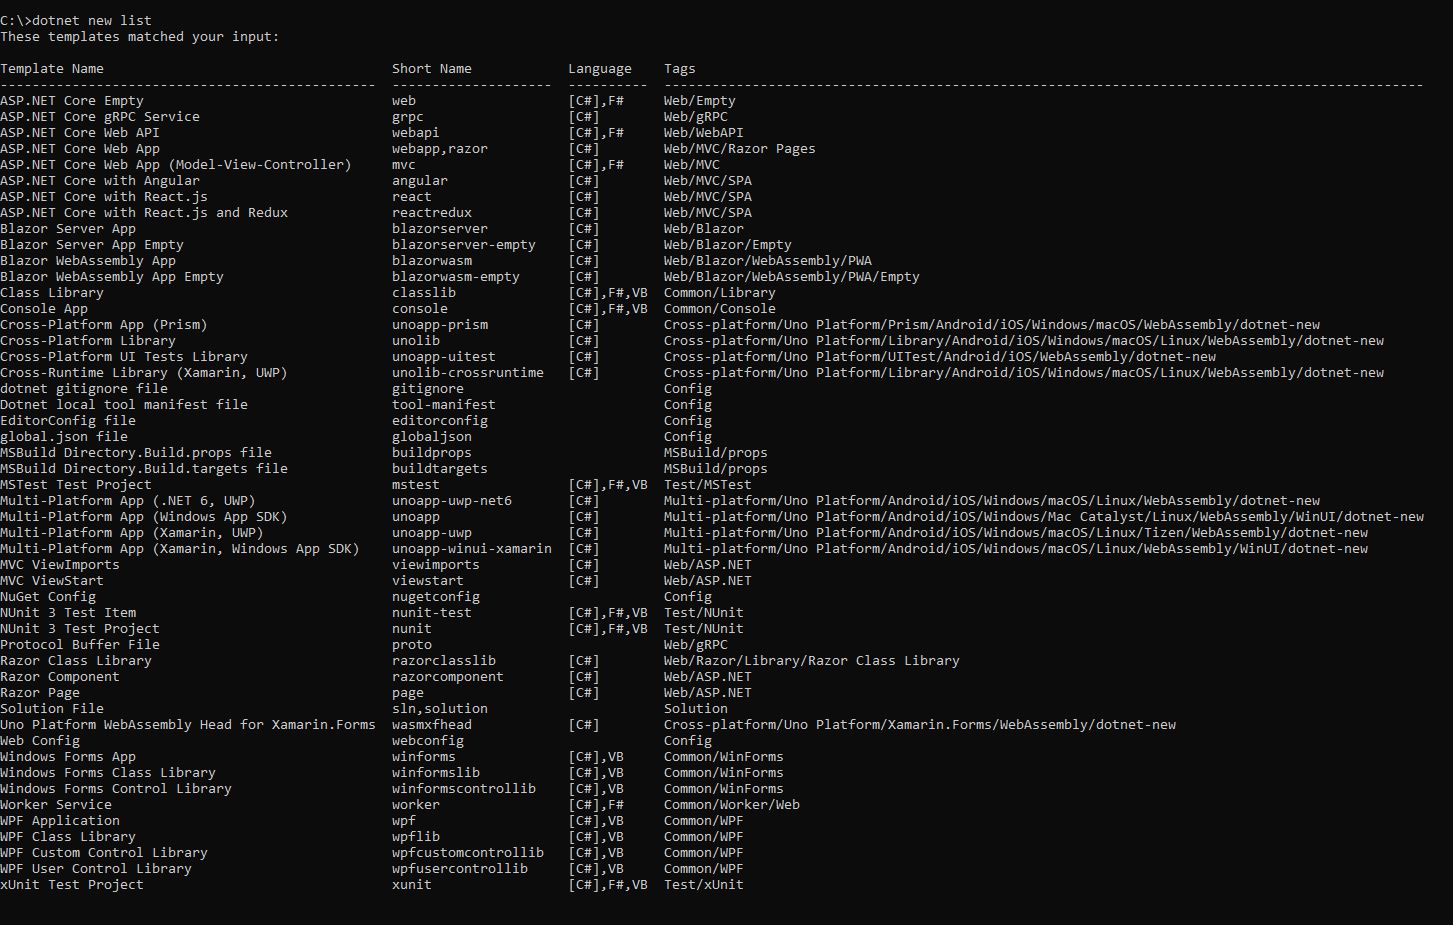 C:\>dotnet new list
These templates matched your input:
Template Name                                   Short Name            Language    Tags
-----------------------------------------------  --------------------  ----------  -----------------------------------------------------------------------------------------------
ASP.NET Core Empty                               web                   [C#],F#     Web/Empty
ASP.NET Core gRPC Service                        grpc                  [C#]        Web/gRPC
ASP.NET Core Web API                             webapi                [C#],F#     Web/WebAPI
ASP.NET Core Web App                             webapp,razor          [C#]        Web/MVC/Razor Pages
ASP.NET Core Web App (Model-View-Controller)     mvc                   [C#],F#     Web/MVC
ASP.NET Core with Angular                        angular               [C#]        Web/MVC/SPA
ASP.NET Core with React.js                       react                 [C#]        Web/MVC/SPA
ASP.NET Core with React.js and Redux             reactredux            [C#]        Web/MVC/SPA
Blazor Server App                                blazorserver          [C#]        Web/Blazor
Blazor Server App Empty                          blazorserver-empty    [C#]        Web/Blazor/Empty
Blazor WebAssembly App                           blazorwasm            [C#]        Web/Blazor/WebAssembly/PWA
Blazor WebAssembly App Empty                     blazorwasm-empty      [C#]        Web/Blazor/WebAssembly/PWA/Empty
Class Library                                    classlib              [C#],F#,VB  Common/Library
Console App                                      console               [C#],F#,VB  Common/Console
Cross-Platform App (Prism)                       unoapp-prism          [C#]        Cross-platform/Uno Platform/Prism/Android/iOS/Windows/macOS/WebAssembly/dotnet-new
Cross-Platform Library                           unolib                [C#]        Cross-platform/Uno Platform/Library/Android/iOS/Windows/macOS/Linux/WebAssembly/dotnet-new
Cross-Platform UI Tests Library                  unoapp-uitest         [C#]        Cross-platform/Uno Platform/UITest/Android/iOS/WebAssembly/dotnet-new
Cross-Runtime Library (Xamarin, UWP)             unolib-crossruntime   [C#]        Cross-platform/Uno Platform/Library/Android/iOS/Windows/macOS/Linux/WebAssembly/dotnet-new
dotnet gitignore file                            gitignore                         Config
Dotnet local tool manifest file                  tool-manifest                     Config
EditorConfig file                                editorconfig                      Config
global.json file                                 globaljson                        Config
MSBuild Directory.Build.props file               buildprops                        MSBuild/props
MSBuild Directory.Build.targets file             buildtargets                      MSBuild/props
MSTest Test Project                              mstest                [C#],F#,VB  Test/MSTest
Multi-Platform App (.NET 6, UWP)                 unoapp-uwp-net6       [C#]        Multi-platform/Uno Platform/Android/iOS/Windows/macOS/Linux/WebAssembly/dotnet-new
Multi-Platform App (Windows App SDK)             unoapp                [C#]        Multi-platform/Uno Platform/Android/iOS/Windows/Mac Catalyst/Linux/WebAssembly/WinUI/dotnet-new
Multi-Platform App (Xamarin, UWP)                unoapp-uwp            [C#]        Multi-platform/Uno Platform/Android/iOS/Windows/macOS/Linux/Tizen/WebAssembly/dotnet-new
Multi-Platform App (Xamarin, Windows App SDK)    unoapp-winui-xamarin  [C#]        Multi-platform/Uno Platform/Android/iOS/Windows/macOS/Linux/WebAssembly/WinUI/dotnet-new
MVC ViewImports                                  viewimports           [C#]        Web/ASP.NET
MVC ViewStart                                    viewstart             [C#]        Web/ASP.NET
NuGet Config                                     nugetconfig                       Config
NUnit 3 Test Item                                nunit-test            [C#],F#,VB  Test/NUnit
NUnit 3 Test Project                             nunit                 [C#],F#,VB  Test/NUnit
Protocol Buffer File                             proto                             Web/gRPC
Razor Class Library                              razorclasslib         [C#]        Web/Razor/Library/Razor Class Library
Razor Component                                  razorcomponent        [C#]        Web/ASP.NET
Razor Page                                       page                  [C#]        Web/ASP.NET
Solution File                                    sln,solution                      Solution
Uno Platform WebAssembly Head for Xamarin.Forms  wasmxfhead            [C#]        Cross-platform/Uno Platform/Xamarin.Forms/WebAssembly/dotnet-new
Web Config                                       webconfig                         Config
Windows Forms App                                winforms              [C#],VB     Common/WinForms
Windows Forms Class Library                      winformslib           [C#],VB     Common/WinForms
Windows Forms Control Library                    winformscontrollib    [C#],VB     Common/WinForms
Worker Service                                   worker                [C#],F#     Common/Worker/Web
WPF Application                                  wpf                   [C#],VB     Common/WPF
WPF Class Library                                wpflib                [C#],VB     Common/WPF
WPF Custom Control Library                       wpfcustomcontrollib   [C#],VB     Common/WPF
WPF User Control Library                         wpfusercontrollib     [C#],VB     Common/WPF
xUnit Test Project                               xunit                 [C#],F#,VB  Test/xUnit